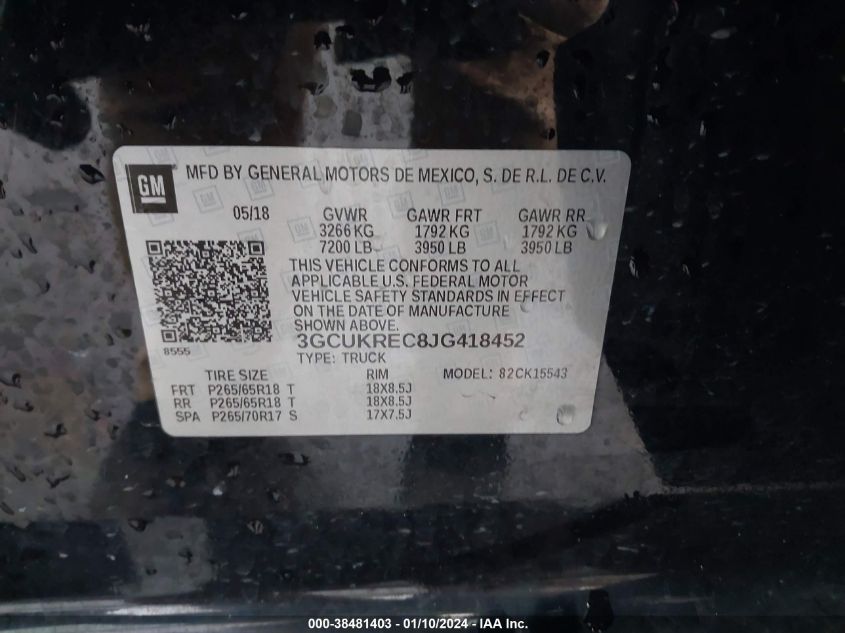 GM
MFD BY GENERAL MOTORS DE MEXICO, S. DE R.L. DE C.V.
05/18 GVWR GAWR FRT GAWR RR
3266 KG 1792 KG 1792 KG
7200 LB 3950 LB 3950 LB
THIS VEHICLE CONFORMS TO ALL
APPLICABLE U.S. FEDERAL MOTOR
VEHICLE SAFETY STANDARDS IN EFFECT
ON THE DATE OF MANUFACTURE
SHOWN ABOVE.
8555
3GCUKREC8JG418452
TYPE: TRUCK
TIRE SIZE RIM MODEL: 82CK15543
FRT P265/65R18 T 18X8.5J
RR P265/65R18 T 18X8.5J
SPA P265/70R17 S 17X7.5J
000-38481403 - 01/10/2024 - IAA Inc.